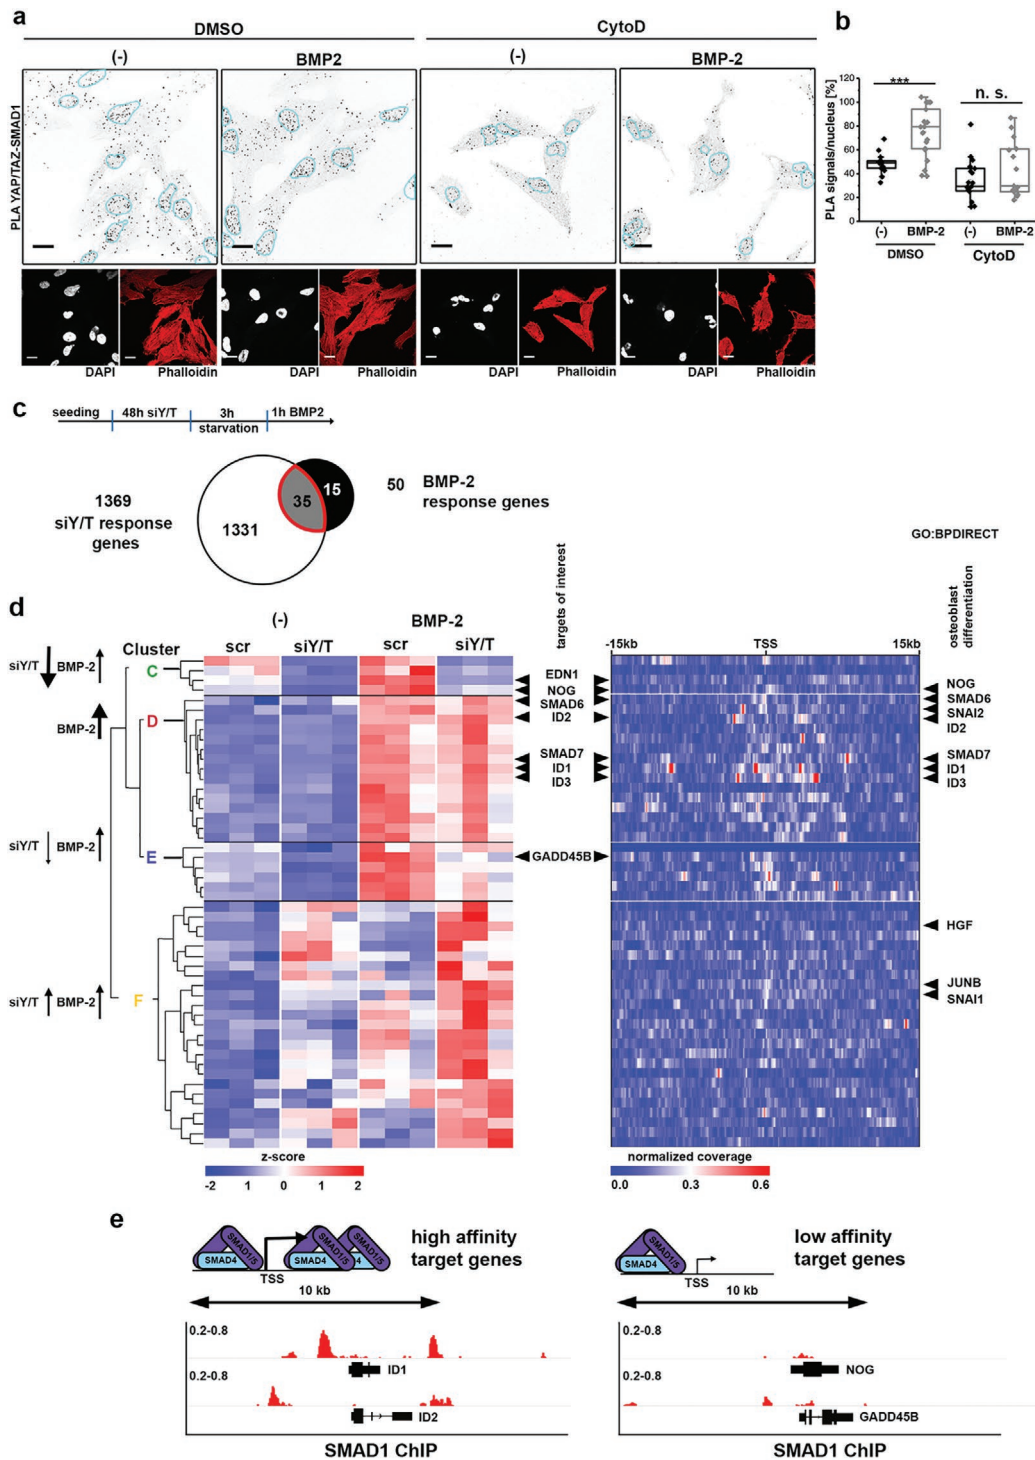 a
DMSO
CytoD
(-)
BMP2
(-)
BMP-2
PLA YAP/TAZ-SMAD1
DAPI
Phalloidin
DAPI
Phalloidin
DAPI
Phalloidin
DAPI
Phalloidin
b
PLA signals/nucleus [%]
120
100
80
60
40
20
0
***
n. s.
(-)
BMP-2
(-)
BMP-2
DMSO
CytoD
c
seeding
48h siY/T
3h
starvation
1h BMP2
1369
siY/T response
genes
1331
35
15
50
BMP-2
response genes
GO:BPDIRECT
d
(-)
BMP-2
Cluster
scr
siY/T
scr
siY/T
targets of interest
-15kb
TSS
15kb
osteoblast
differentiation
siY/T
BMP-2
C
BMP-2
D
siY/T
BMP-2
E
siY/T
BMP-2
F
EDN1
NOG
SMAD6
ID2
SMAD7
ID1
ID3
GADD45B
NOG
SMAD6
SNAI2
ID2
SMAD7
ID1
ID3
HGF
JUNB
SNAI1
z-score
-2
1
0
1
2
normalized coverage
0.0
0.3
0.6
e
SMAD4
SMAD1/5
SMAD4
SMAD1/5
4
SMAD1/5
TSS
high affinity
target genes
10 kb
0.2-0.8
ID1
0.2-0.8
ID2
SMAD1 ChIP
SMAD4
SMAD1/5
TSS
low affinity
target genes
10 kb
0.2-0.8
NOG
0.2-0.8
GADD45B
SMAD1 ChIP